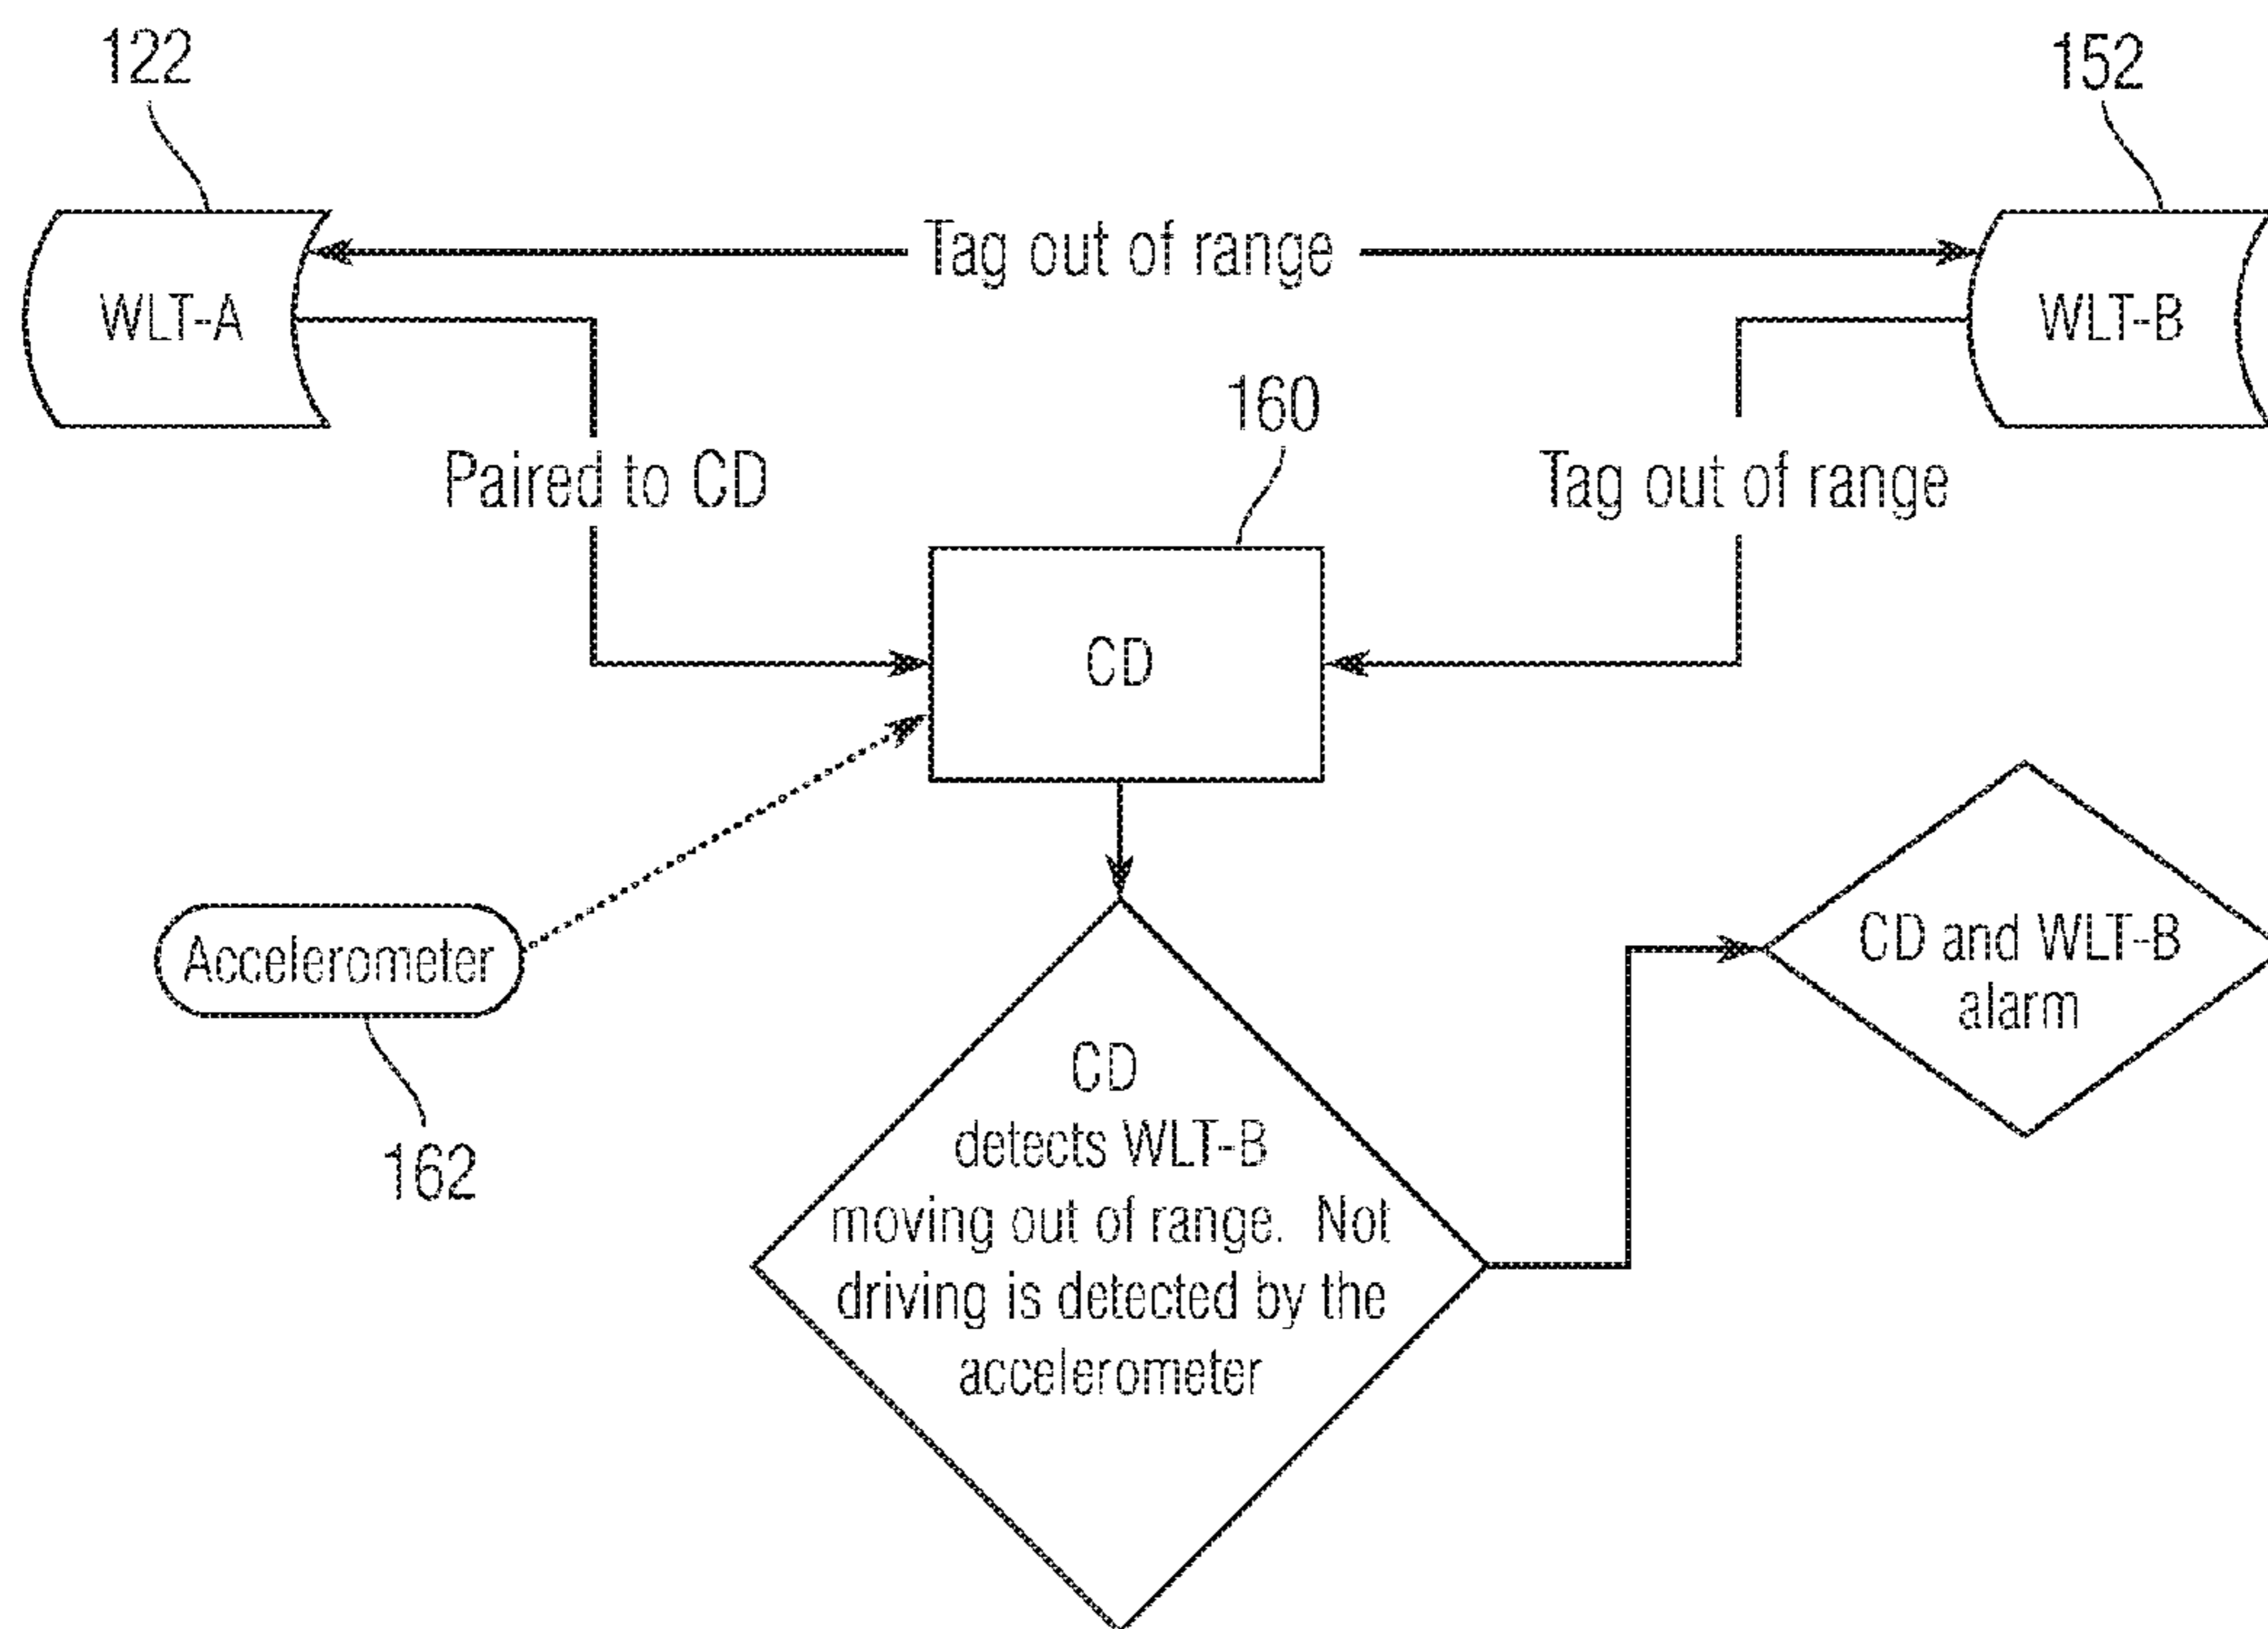 122
152
Tag out of range
WLT-A
WLT-B
160
Paired to CD
Tag out of range
CD
Accelerometer
CD and WLT-B
alarm
CD
detects WLT-B
moving out of range. Not
driving is detected by the
accelerometer
162